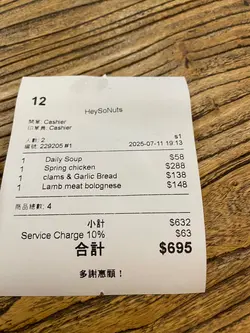 12
HeySoNuts
開單: Cashier
印單員: Cashier
人數: 2
s1
編號: 229205 #1
2025-07-11 19:13
1 Daily Soup $58
1 Spring chicken $288
1 clams & Garlic Bread $138
1 Lamb meat bolognese $148
商品總數: 4
小計 $632
Service Charge 10% $63
合計 $695
多謝惠顧！